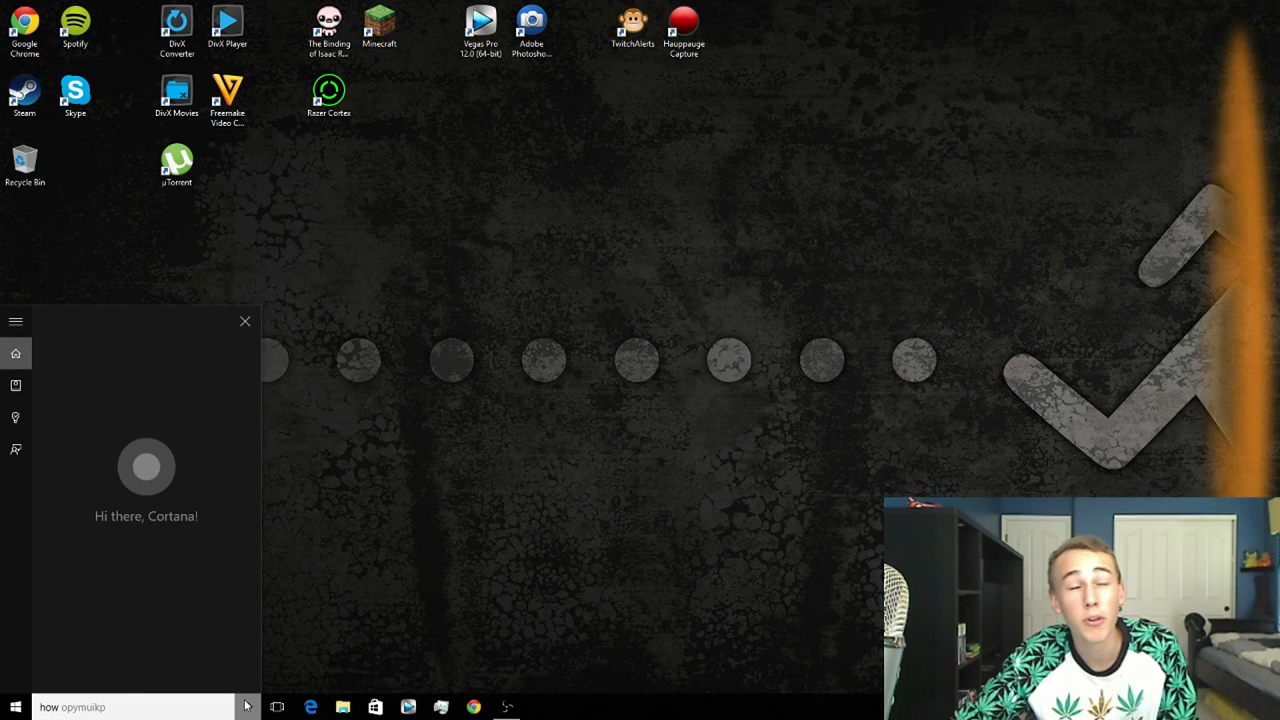 Google
Chrome
Spotify
DivX
Converter
DivX Player
The Binding
of Isaac R...
Minecraft
Vegas Pro
12.0 (64-bit)
Adobe
Photosho...
TwitchAlerts
Hauppauge
Capture
Steam
Skype
DivX Movies
Freemake
Video C...
Razer Cortex
Recycle Bin
µTorrent
Hi there, Cortana!
how opymuikp